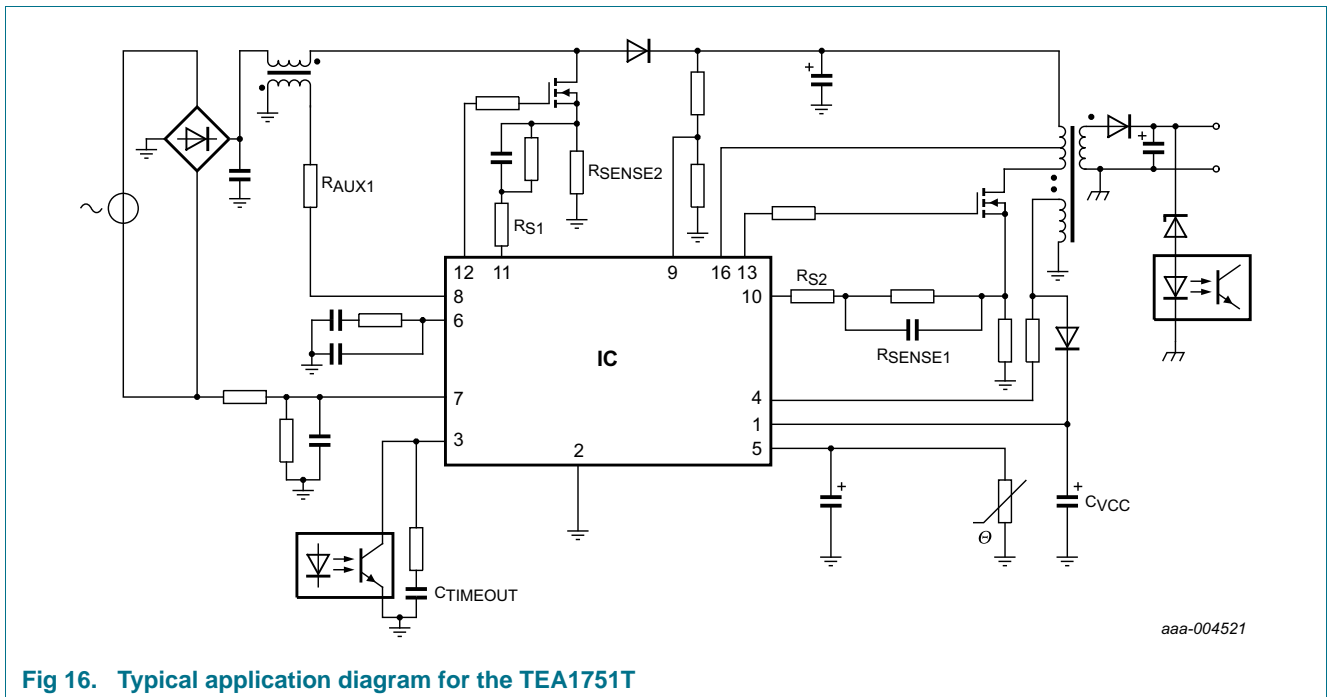 RAUX1
RSENSE2
RS1
12 11 9 16 13
8
10
RS2
6
IC
RSENSE1
7
4
1
3
2
5
CVCC
Θ
CTIMEOUT
aaa-004521
Fig 16. Typical application diagram for the TEA1751T